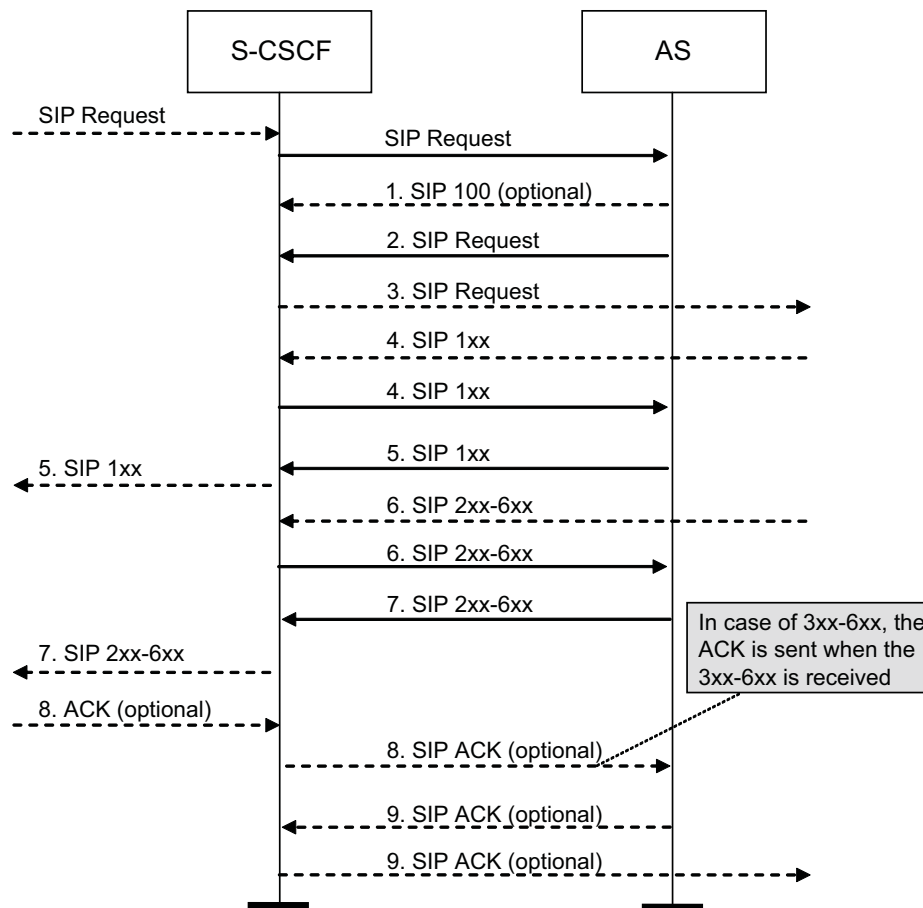 S-CSCF
AS
SIP Request
SIP Request
1. SIP 100 (optional)
2. SIP Request
3. SIP Request
4. SIP 1xx
4. SIP 1xx
5. SIP 1xx
5. SIP 1xx
6. SIP 2xx-6xx
6. SIP 2xx-6xx
7. SIP 2xx-6xx
In case of 3xx-6xx, the
ACK is sent when the
3xx-6xx is received
7. SIP 2xx-6xx
8. ACK (optional)
8. SIP ACK (optional)
9. SIP ACK (optional)
9. SIP ACK (optional)